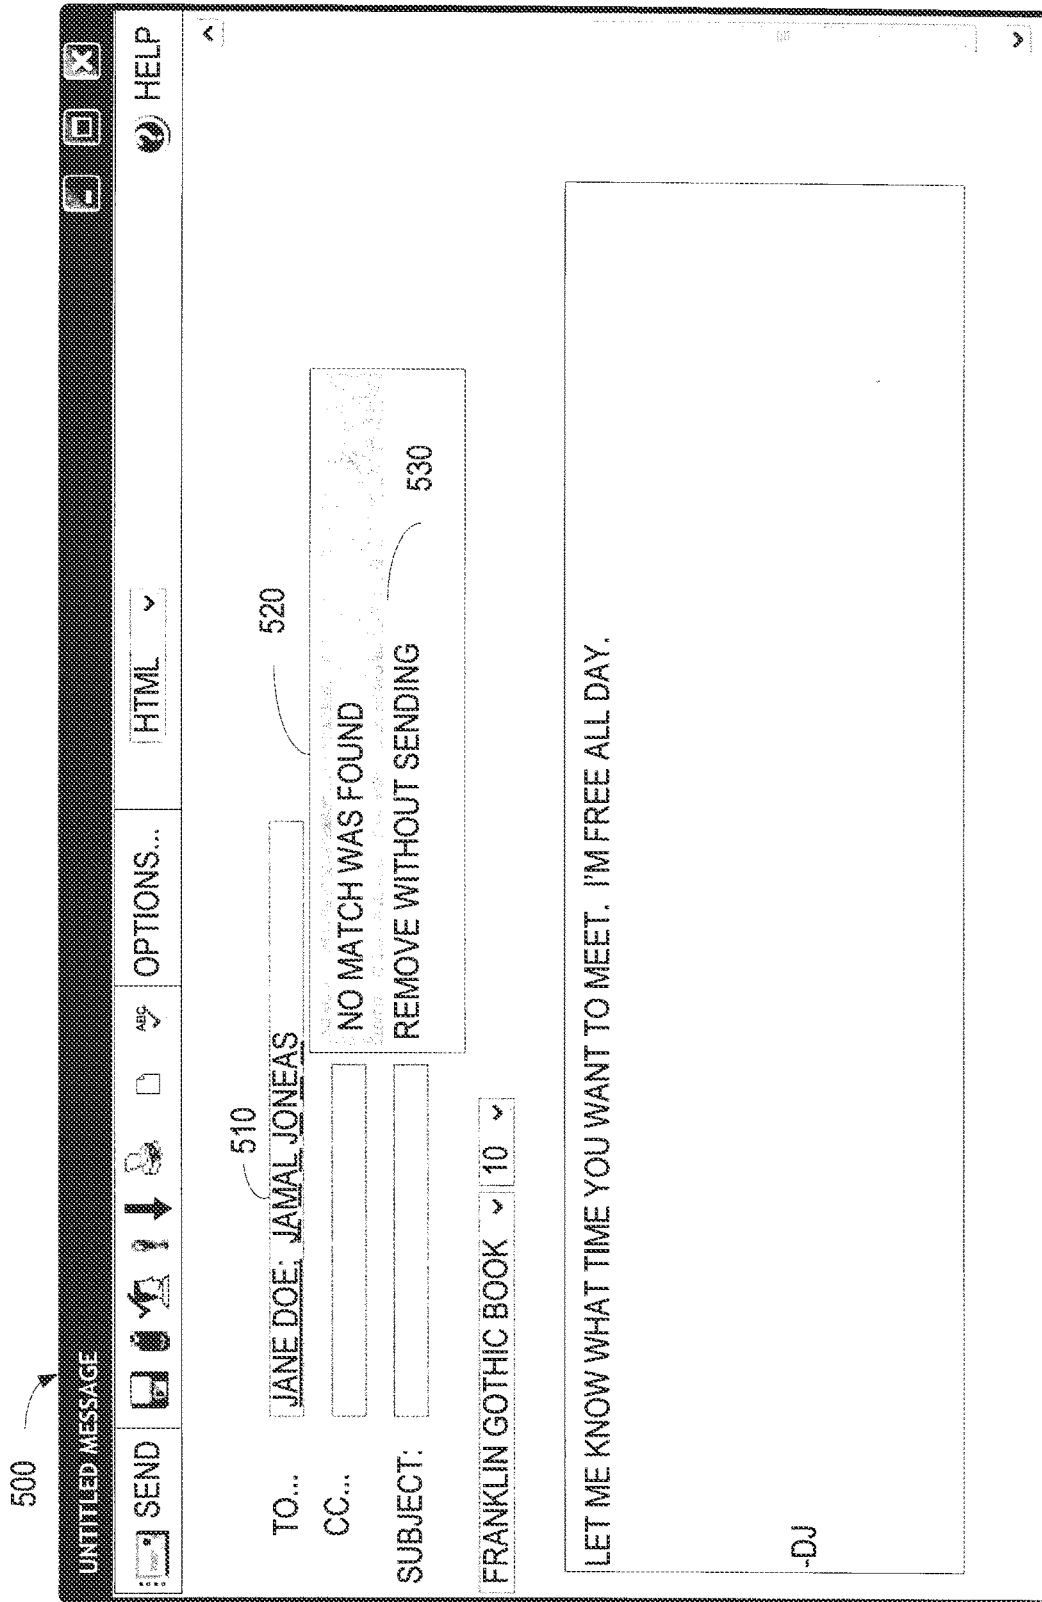 500
UNTITLED MESSAGE
SEND ABC OPTIONS... HTML HELP
510
520
TO... JANE DOE; JAMAL JONEAS
CC... NO MATCH WAS FOUND
SUBJECT: REMOVE WITHOUT SENDING
530
FRANKLIN GOTHIC BOOK 10
LET ME KNOW WHAT TIME YOU WANT TO MEET. I'M FREE ALL DAY.
-DJ